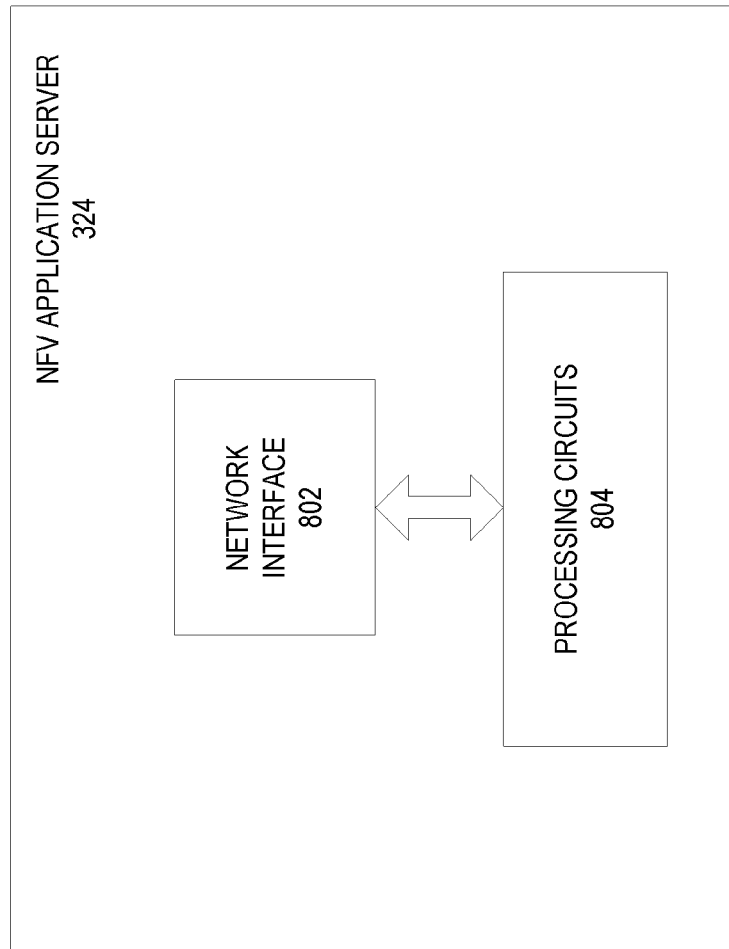 NFV APPLICATION SERVER
324
NETWORK
INTERFACE
802
PROCESSING CIRCUITS
804